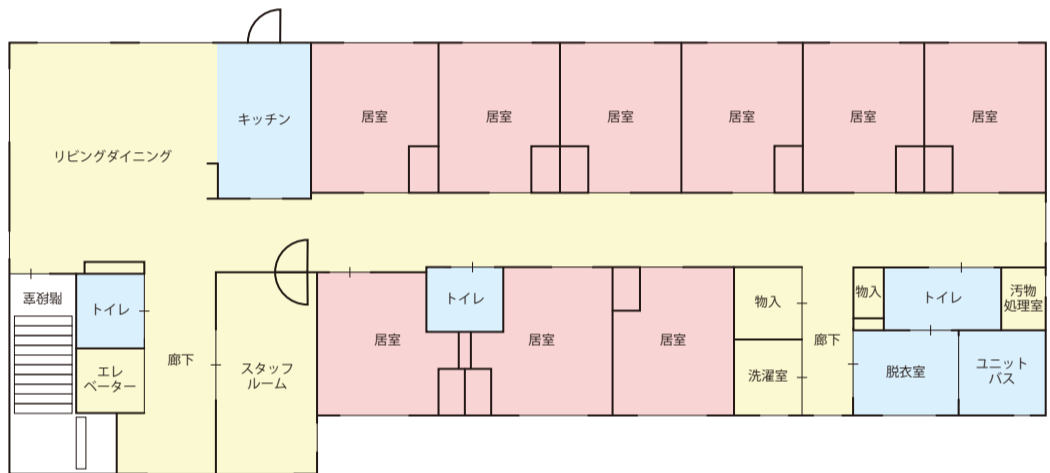 キッチン
居室
居室
居室
居室
居室
居室
リビングダイニング
階段室
トイレ
エレ
ベーター
廊下
スタッフ
ルーム
居室
トイレ
居室
居室
物入
洗濯室
廊下
物入
トイレ
汚物
処理室
脱衣室
ユニット
バス